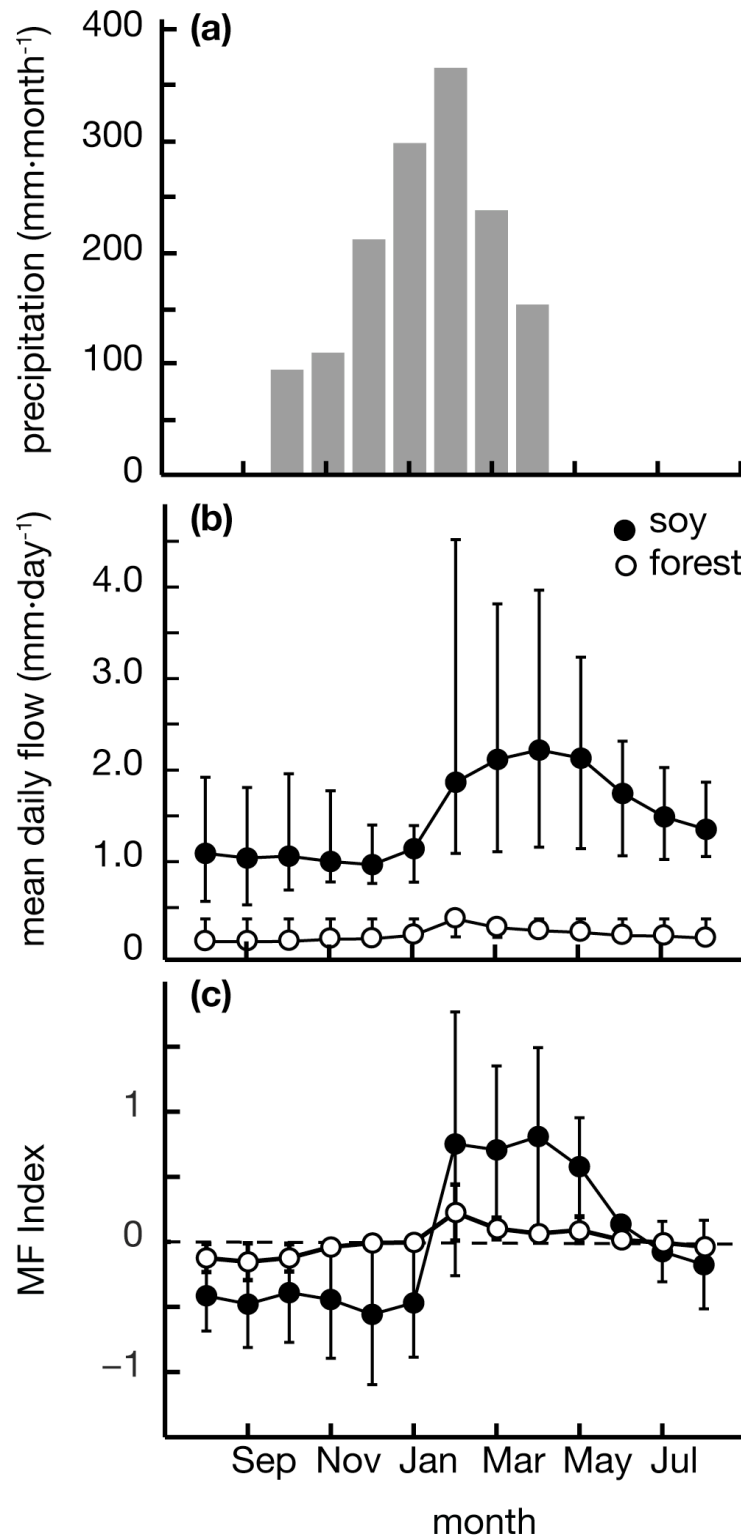 (a)
precipitation (mm·month⁻¹)
400
300
200
100
0
(b)
soy
forest
mean daily flow (mm·day⁻¹)
4.0
3.0
2.0
1.0
0
(c)
MF Index
1
0
−1
Sep Nov Jan Mar May Jul
month